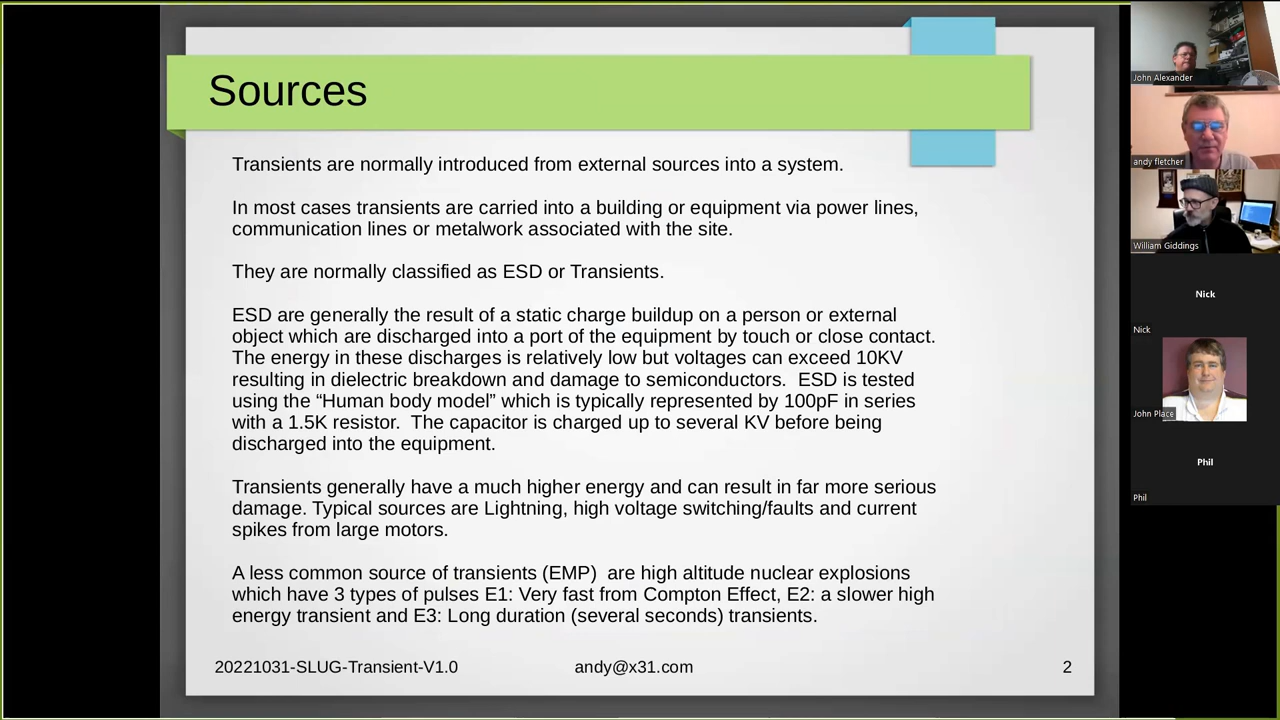 Sources
Transients are normally introduced from external sources into a system.
In most cases transients are carried into a building or equipment via power lines,
communication lines or metalwork associated with the site.
They are normally classified as ESD or Transients.
ESD are generally the result of a static charge buildup on a person or external
object which are discharged into a port of the equipment by touch or close contact.
The energy in these discharges is relatively low but voltages can exceed 10KV
resulting in dielectric breakdown and damage to semiconductors.  ESD is tested
using the “Human body model” which is typically represented by 100pF in series
with a 1.5K resistor.  The capacitor is charged up to several KV before being
discharged into the equipment.
Transients generally have a much higher energy and can result in far more serious
damage. Typical sources are Lightning, high voltage switching/faults and current
spikes from large motors.
A less common source of transients (EMP)  are high altitude nuclear explosions
which have 3 types of pulses E1: Very fast from Compton Effect, E2: a slower high
energy transient and E3: Long duration (several seconds) transients.
20221031-SLUG-Transient-V1.0
andy@x31.com
2
John Alexander
andy fletcher
William Giddings
Nick
Nick
John Place
Phil
Phil